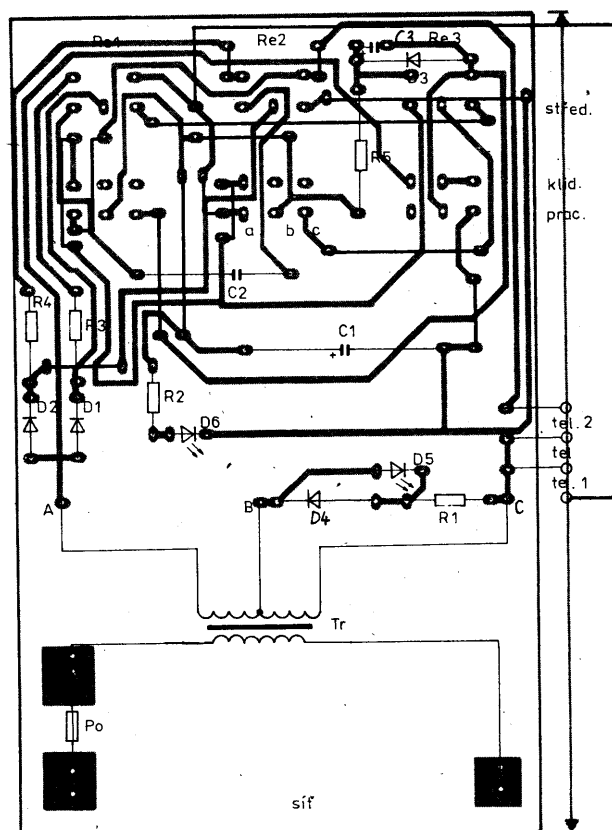 Re1 Re2 C3 Re3
D3
střed.
R5
klid.
prac.
a b c
C2
R4 R3
C1
+
R2
D2 D1
D6
tel. 2
tel
D5
tel. 1
A B C
D4 R1
Tr
Po
síť